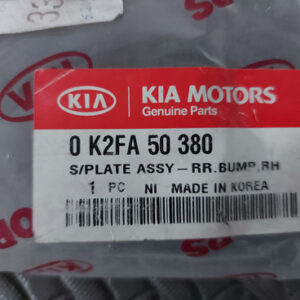 KIA
KIA MOTORS
Genuine Parts
0 K2FA 50 380
S/PLATE ASSY-RR.BUMP,RH
1 PC NI MADE IN KOREA